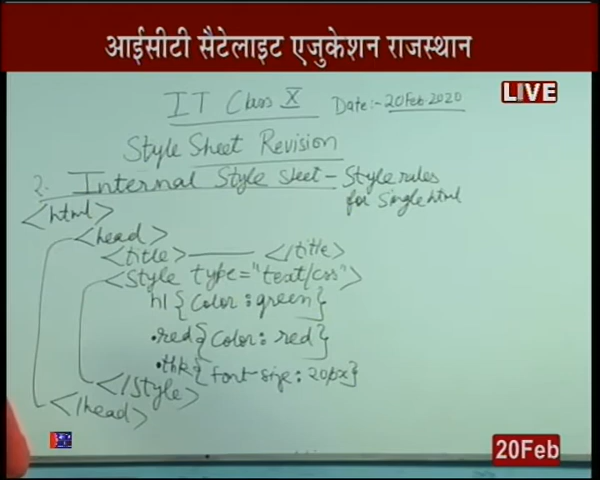 आईसीटी सैटेलाइट एजुकेशन राजस्थान
LIVE
IT Class X Date:- 20 Feb 2020
Style Sheet Revision
2. Internal Style sheet - Style rules
for single html
<html>
<head>
<title> </title>
<Style type="text/css">
h1{Color:green}
.red{Color:red}
.thk{font-size:20px}
</Style>
</head>
20Feb